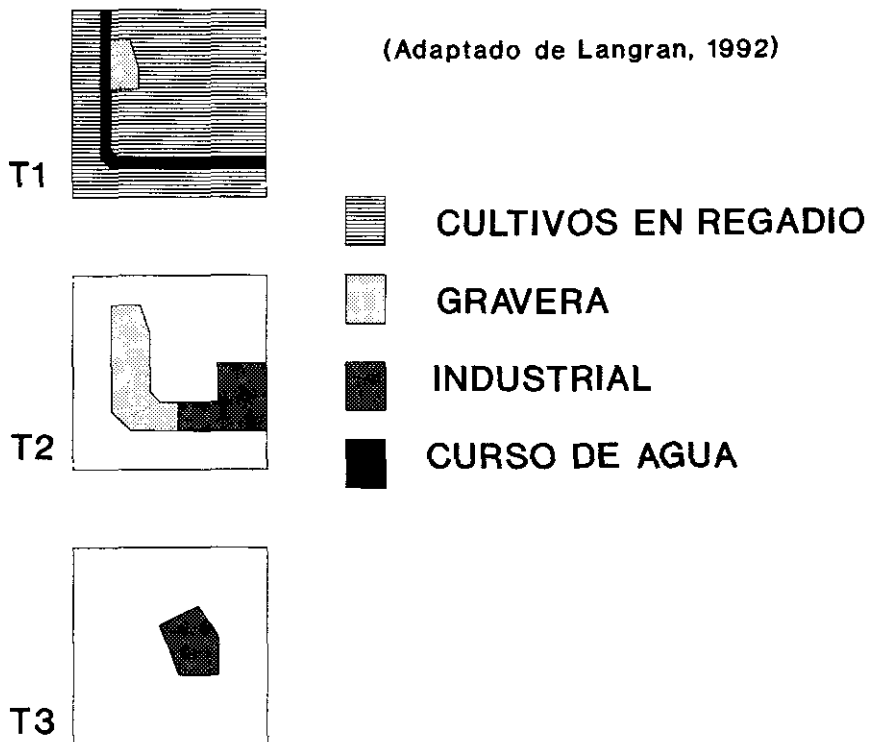 (Adaptado de Langran, 1992)
T1
CULTIVOS EN REGADIO
GRAVERA
INDUSTRIAL
T2
CURSO DE AGUA
T3